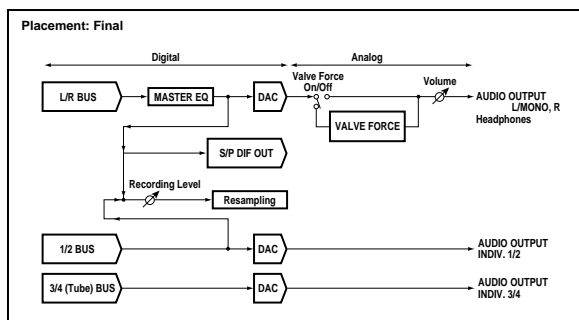 Placement: Final
Digital
Analog
L/R BUS
MASTER EQ
DAC
Valve Force
On/Off
VALVE FORCE
Volume
AUDIO OUTPUT
L/MONO, R
Headphones
S/P DIF OUT
Recording Level
Resampling
1/2 BUS
DAC
AUDIO OUTPUT
INDIV. 1/2
3/4 (Tube) BUS
DAC
AUDIO OUTPUT
INDIV. 3/4